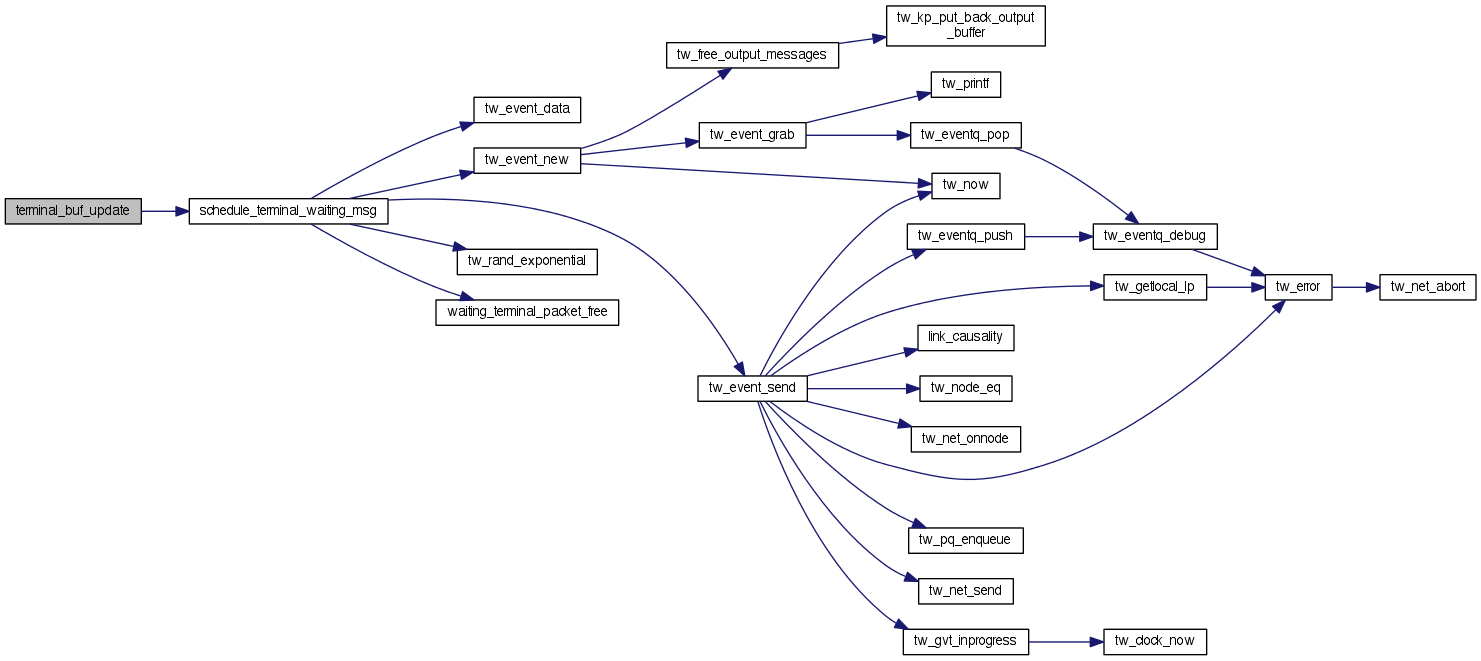 tw_kp_put_back_output
_buffer
tw_free_output_messages
tw_printf
tw_event_data
tw_event_grab
tw_eventq_pop
tw_event_new
tw_now
terminal_buf_update
schedule_terminal_waiting_msg
tw_eventq_push
tw_eventq_debug
tw_rand_exponential
tw_getlocal_lp
tw_error
tw_net_abort
waiting_terminal_packet_free
link_causality
tw_event_send
tw_node_eq
tw_net_onnode
tw_pq_enqueue
tw_net_send
tw_gvt_inprogress
tw_clock_now